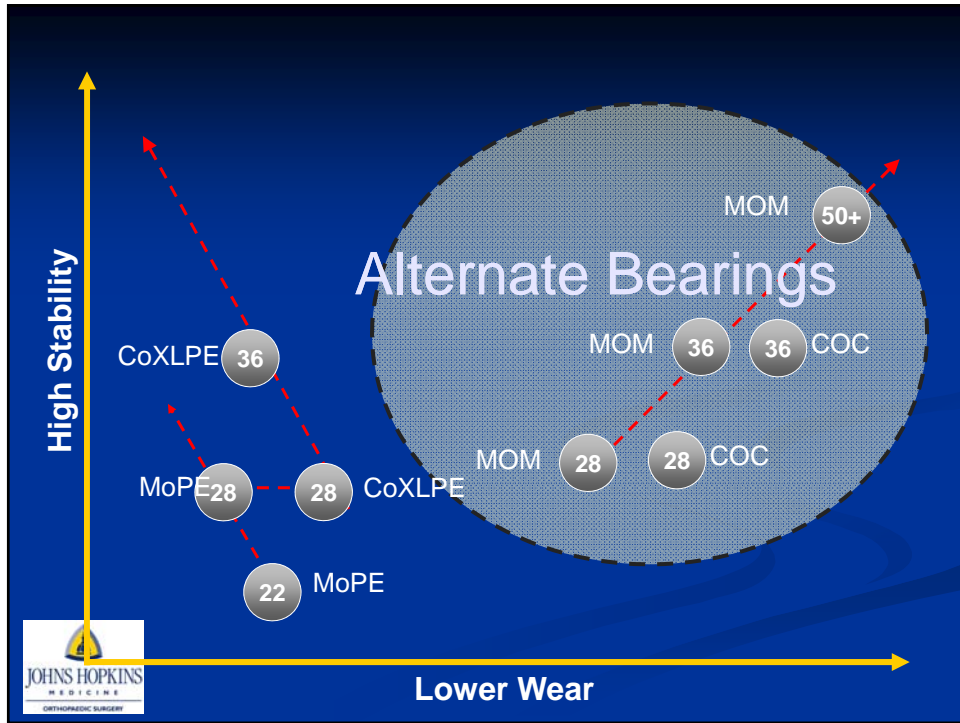 MOM
50+
Alternate Bearings
High Stability
MOM
36
36
COC
CoXLPE
36
MOM
28
28
COC
MoPE
28
28
CoXLPE
22
MoPE
JOHNS HOPKINS
MEDICINE
ORTHOPAEDIC SURGERY
Lower Wear